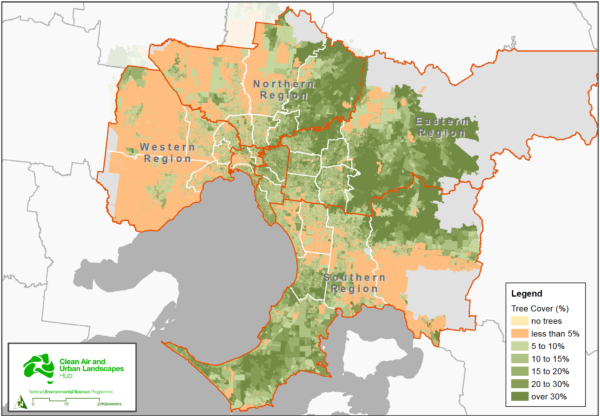 Northern
Region
Eastern
Region
Western
Region
Southern
Region
Legend
Tree Cover (%)
no trees
less than 5%
5 to 10%
10 to 15%
15 to 20%
20 to 30%
over 30%
Clean Air and
Urban Landscapes
HUB
National Environmental Science Programme
0 10 20 Kilometers